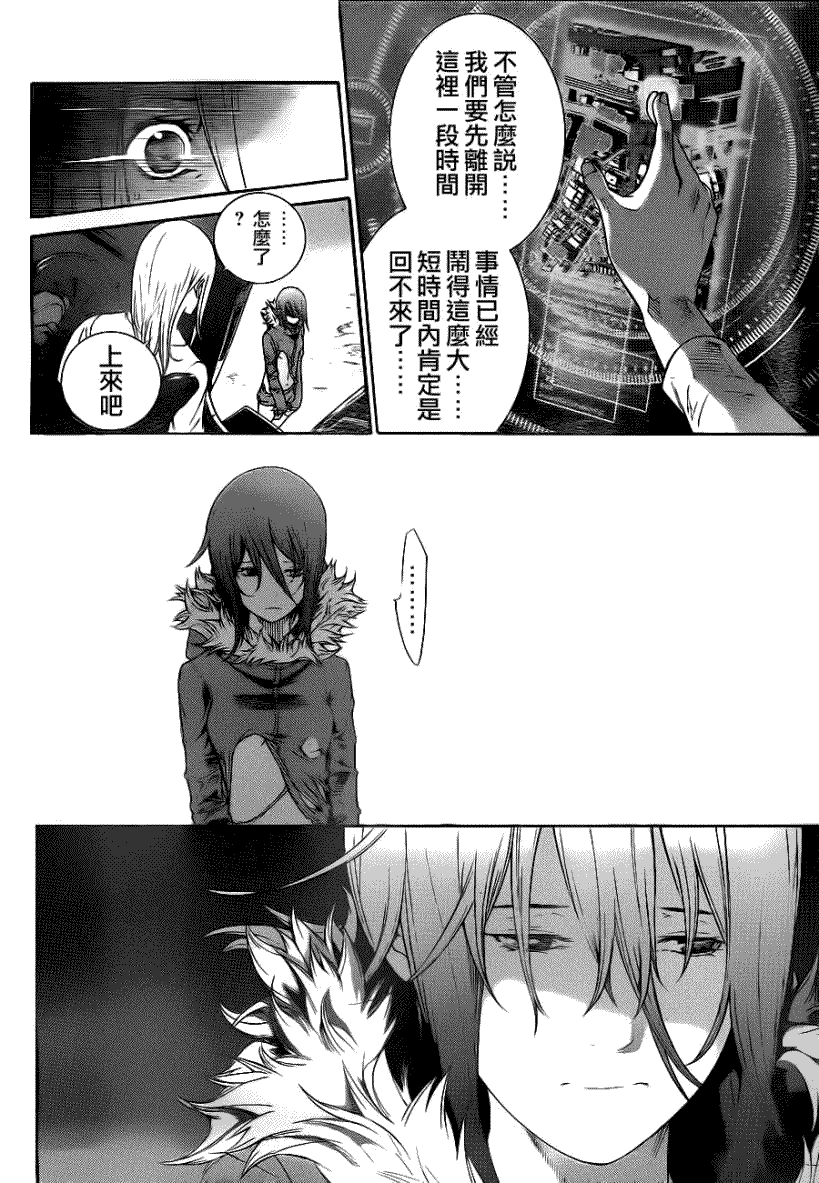 不管怎麼説……
我們要先離開
這裡一段時間
事情已經
鬧得這麼大……
短時間內肯定是
回不來了……
……
怎麼了
?
上來吧
………